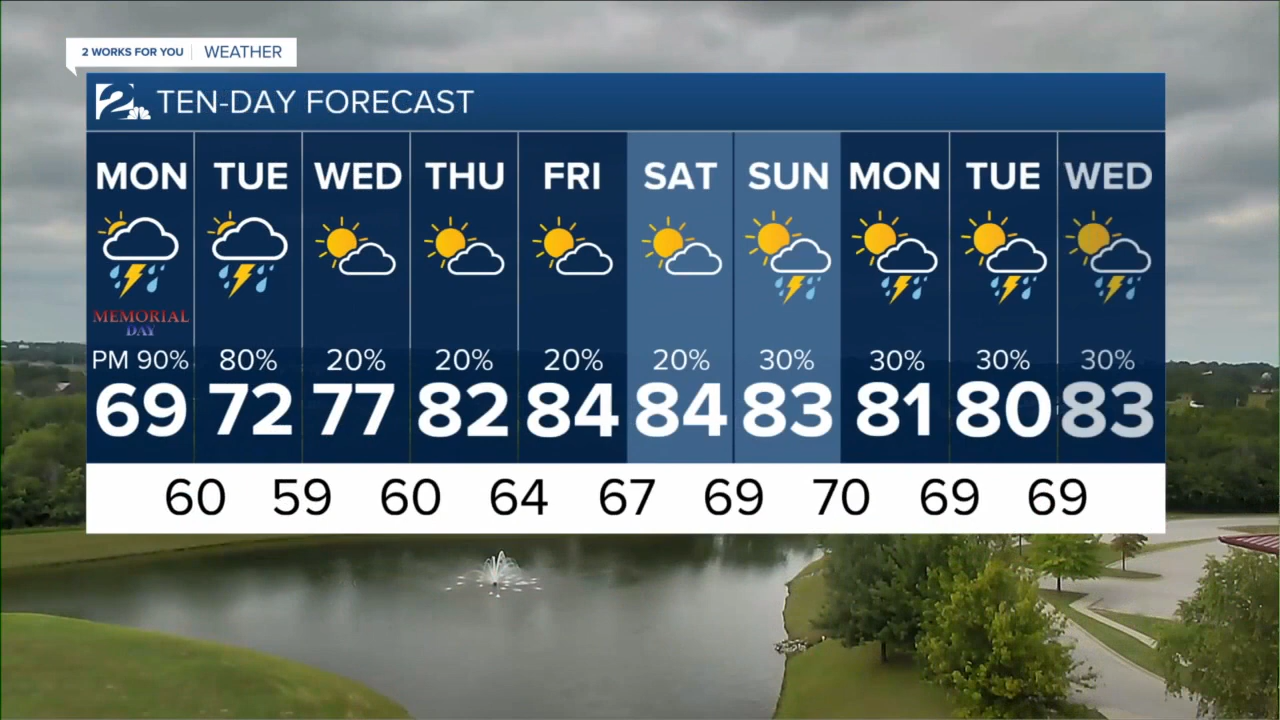 2 WORKS FOR YOU | WEATHER
2 TEN-DAY FORECAST
MON TUE WED THU FRI SAT SUN MON TUE WED
MEMORIAL
DAY
PM 90% 80% 20% 20% 20% 20% 30% 30% 30% 30%
69 72 77 82 84 84 83 81 80 83
60 59 60 64 67 69 70 69 69